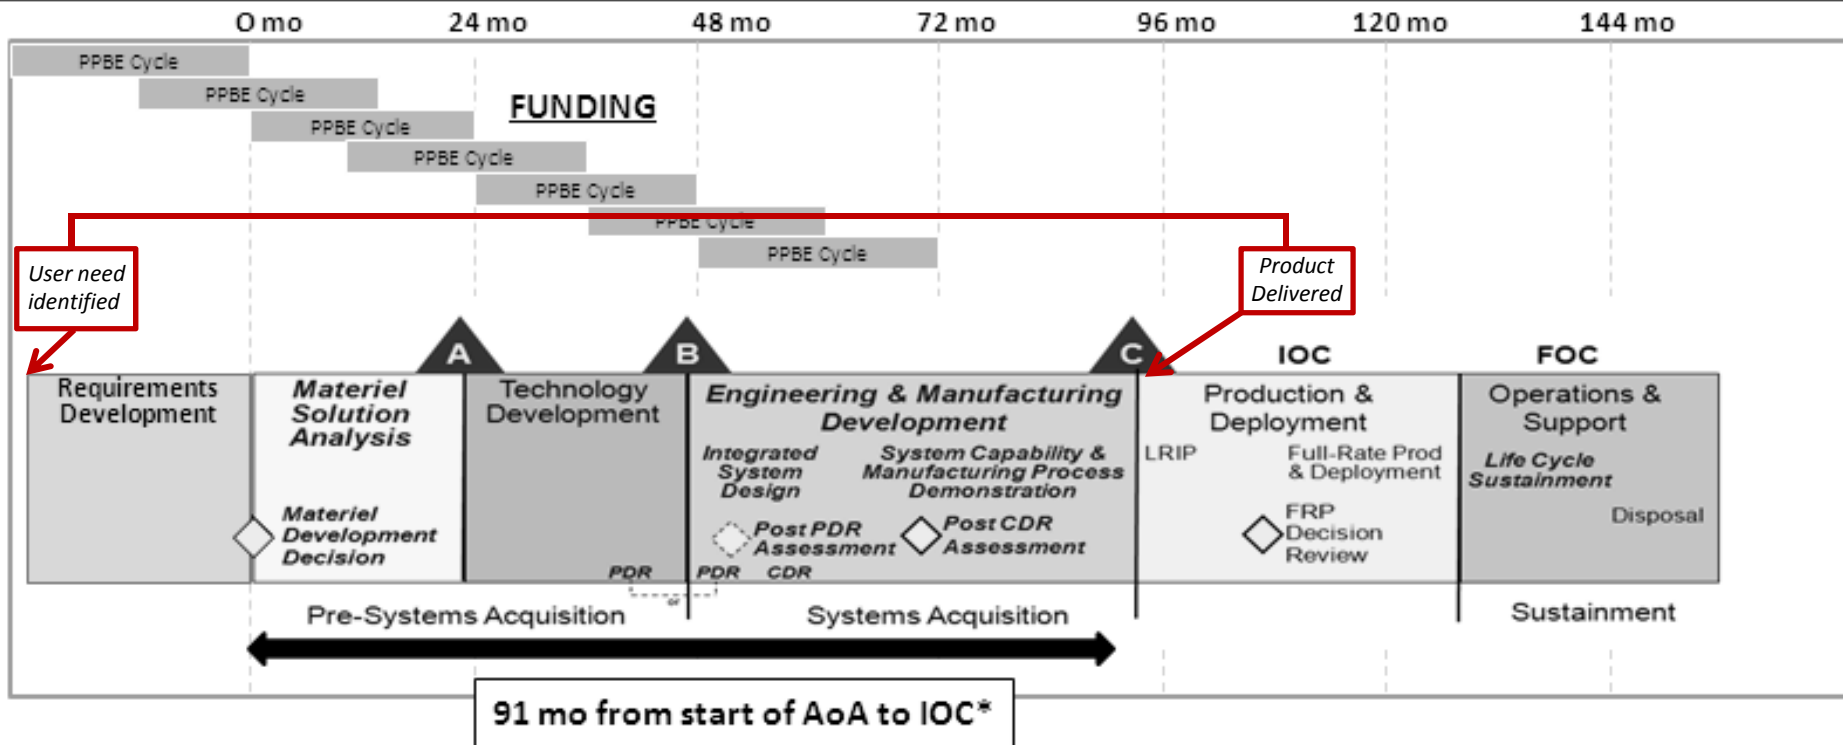 0 mo
24 mo
48 mo
72 mo
96 mo
120 mo
144 mo
PPBE Cycle
PPBE Cycle
FUNDING
PPBE Cycle
PPBE Cycle
PPBE Cycle
PPBE Cycle
PPBE Cycle
User need
identified
Product
Delivered
A
B
C
IOC
FOC
Requirements
Development
Materiel
Solution
Analysis
Materiel
Development
Decision
Technology
Development
PDR
or
Engineering & Manufacturing
Development
Integrated
System
Design
System Capability &
Manufacturing Process
Demonstration
Post PDR
Assessment
Post CDR
Assessment
PDR
CDR
Production &
Deployment
LRIP
Full-Rate Prod
& Deployment
FRP
Decision
Review
Operations &
Support
Life Cycle
Sustainment
Disposal
Pre-Systems Acquisition
Systems Acquisition
Sustainment
91 mo from start of AoA to IOC*